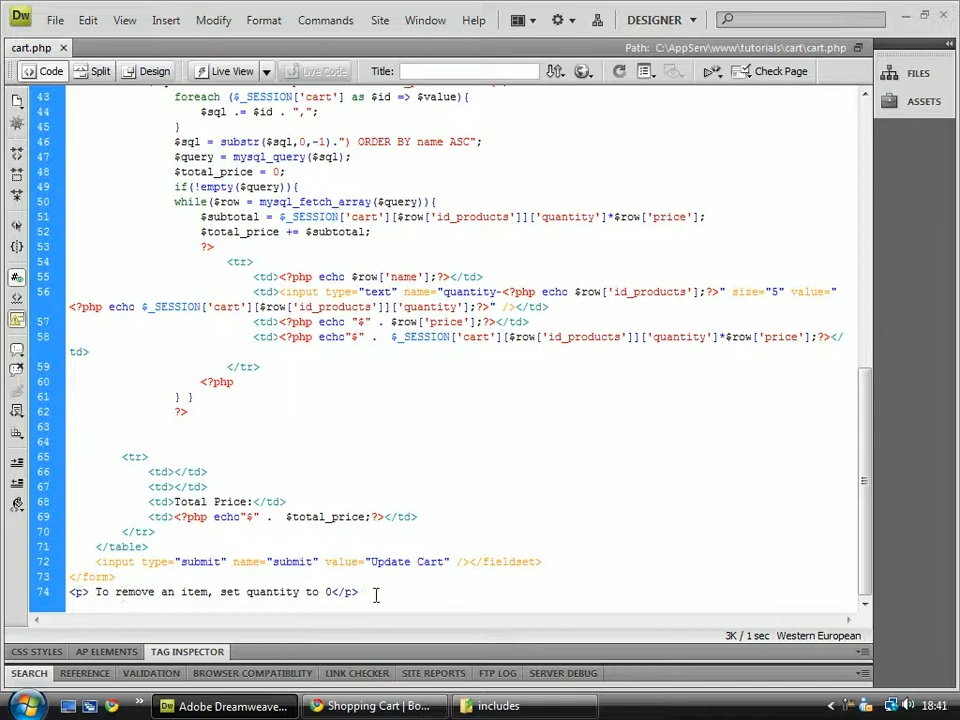 Dw File Edit View Insert Modify Format Commands Site Window Help DESIGNER
cart.php Path: C:\AppServ\www\tutorials\cart\cart.php
Code Split Design Live View Live Code Title: Check Page
FILES
ASSETS
43 foreach ($_SESSION['cart'] as $id => $value){
44 $sql .= $id . ",";
45 }
46 $sql = substr($sql,0,-1).") ORDER BY name ASC";
47 $query = mysql_query($sql);
48 $total_price = 0;
49 if(!empty($query)){
50 while($row = mysql_fetch_array($query)){
51 $subtotal = $_SESSION['cart'][$row['id_products']]['quantity']*$row['price'];
52 $total_price += $subtotal;
53 ?>
54 <tr>
55 <td><?php echo $row['name'];?></td>
56 <td><input type="text" name="quantity-<?php echo $row['id_products'];?>" size="5" value="
<?php echo $_SESSION['cart'][$row['id_products']]['quantity'];?>" /></td>
57 <td><?php echo "$" . $row['price'];?></td>
58 <td><?php echo"$" .  $_SESSION['cart'][$row['id_products']]['quantity']*$row['price'];?></
td>
59 </tr>
60 <?php
61 } }
62 ?>
63
64
65 <tr>
66 <td></td>
67 <td></td>
68 <td>Total Price:</td>
69 <td><?php echo"$" .  $total_price;?></td>
70 </tr>
71 </table>
72 <input type="submit" name="submit" value="Update Cart" /></fieldset>
73 </form>
74 <p> To remove an item, set quantity to 0</p>
3K / 1 sec Western European
CSS STYLES AP ELEMENTS TAG INSPECTOR
SEARCH REFERENCE VALIDATION BROWSER COMPATIBILITY LINK CHECKER SITE REPORTS FTP LOG SERVER DEBUG
Dw Adobe Dreamweave... Shopping Cart | Bo... includes 18:41